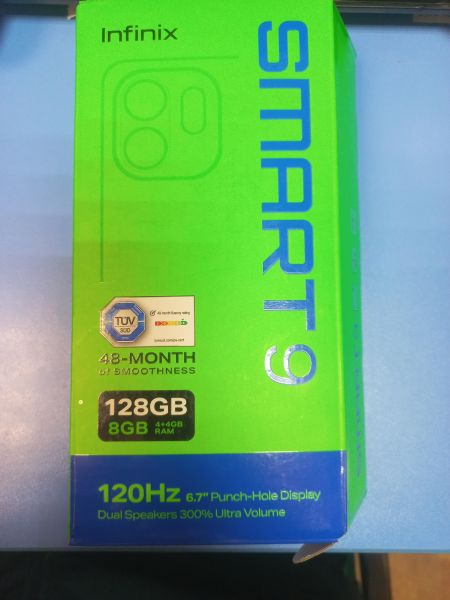 Infinix
SMART 9
TÜV
SÜD
48-MONTH
OF SMOOTHNESS
128GB
8GB 4+4GB
RAM
120Hz 6.7" Punch-Hole Display
Dual Speakers 300% Ultra Volume